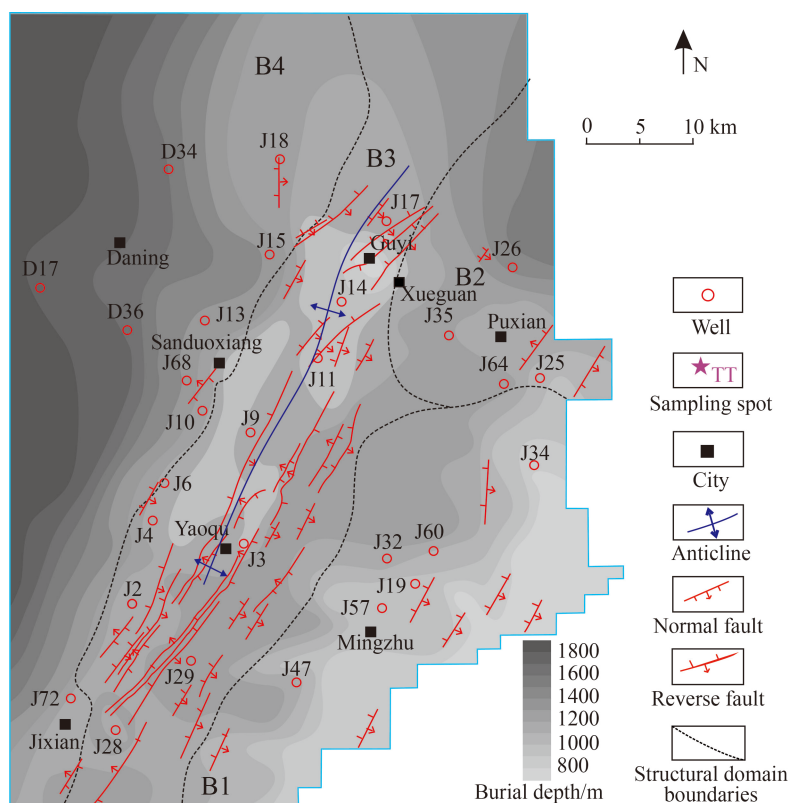 B4
N
D34
J18
0
5
10 km
B3
J17
Daning
J15
Guyi
J26
D17
B2
Xueguan
J14
D36
J13
J35
Puxian
Sanduoxiang
Well
J68
J11
J64
J25
TT
Sampling spot
J10
J9
J34
City
J6
Yaoqu
J4
J3
J32
J60
Anticline
J2
J19
J57
Mingzhu
Normal fault
1800
J29
J47
1600
Reverse fault
J72
1400
1200
Jixian
J28
1000
800
B1
Burial depth/m
Structural domain
boundaries